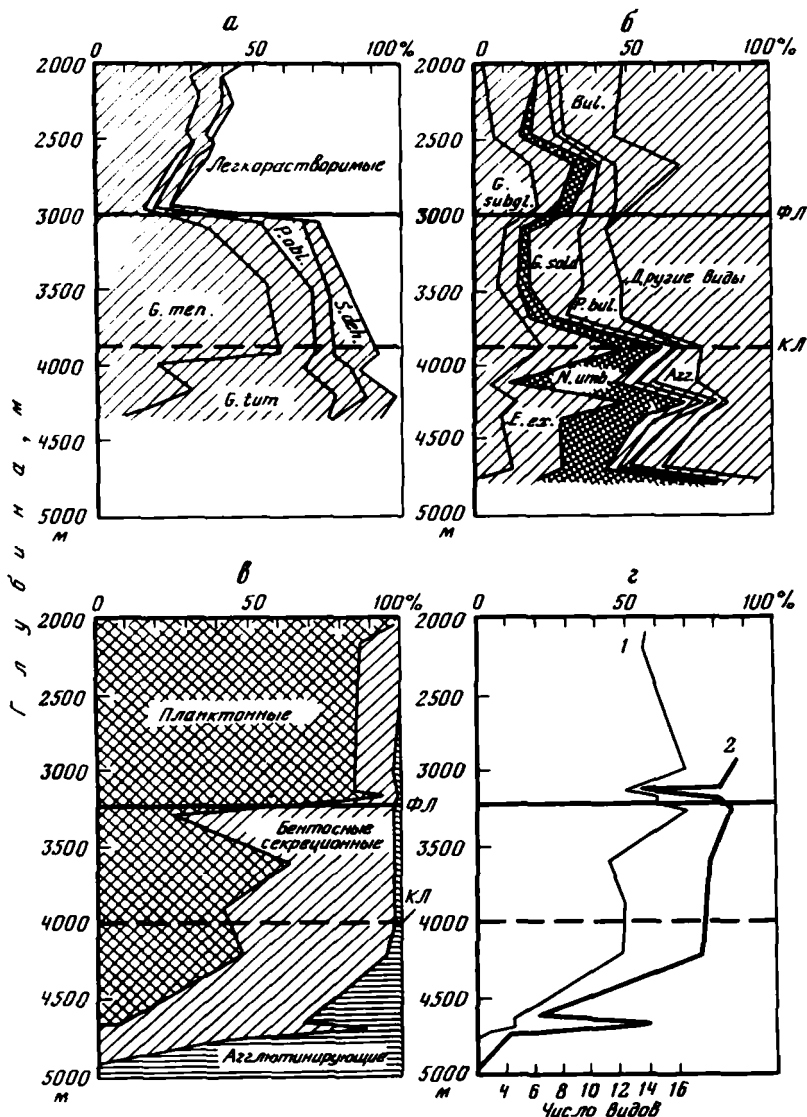 а
б
0 50 100%
0 50 100%
2000
2500
3000
3500
4000
4500
5000
м
Легкорастворимые
G. men.
P. obl.
S. deh.
G. tum
2000
2500
3000
3500
4000
4500
5000
м
Bul.
G. subgl.
ФЛ
G. sold
Другие виды
P. bul.
КЛ
N. umb.
Агг.
E. ex.
Глубина, м
в
г
0 50 100%
0 50 100%
2000
2500
3000
3500
4000
4500
5000
м
Планктонные
ФЛ
Бентосные секреционные
КЛ
Агглютинирующие
2000
2500
3000
3500
4000
4500
5000
м
1
2
4 6 8 10 12 14 16
Число видов